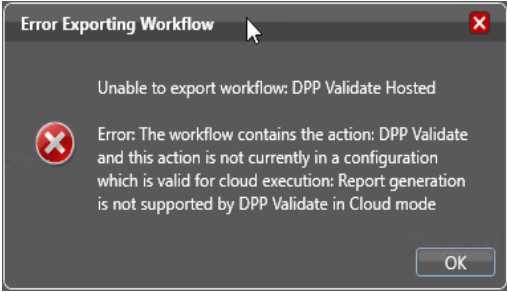 Error Exporting Workflow
Unable to export workflow: DPP Validate Hosted
Error: The workflow contains the action: DPP Validate
and this action is not currently in a configuration
which is valid for cloud execution: Report generation
is not supported by DPP Validate in Cloud mode
OK